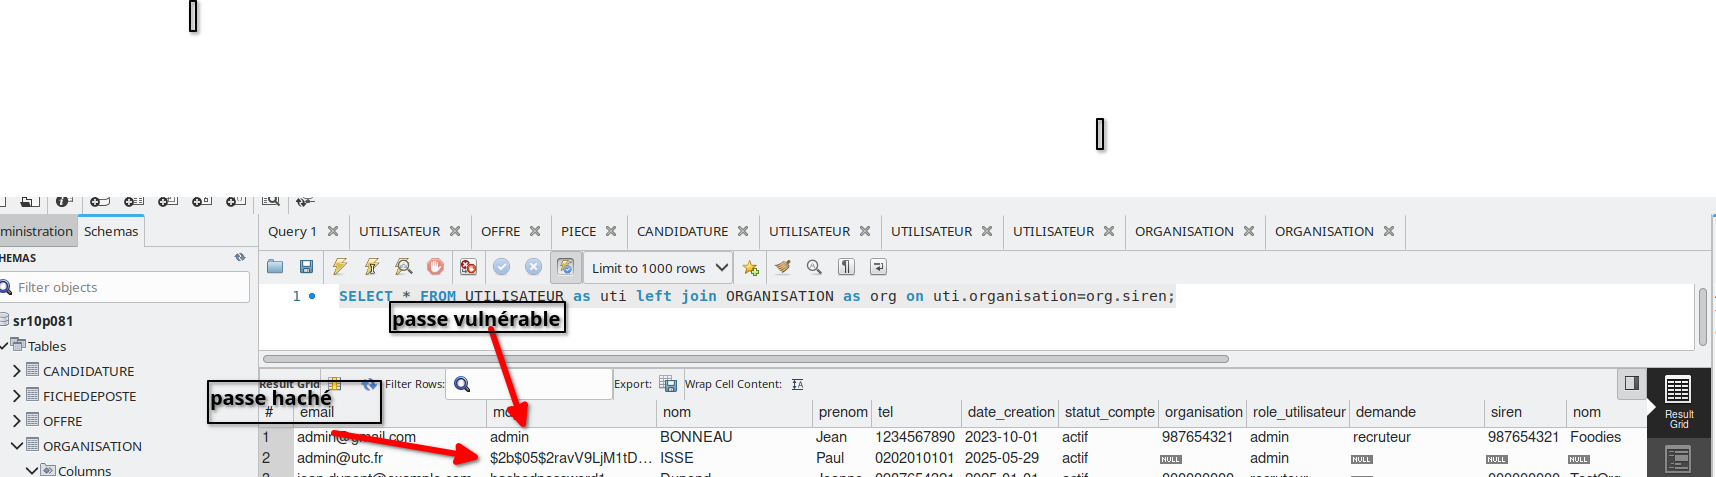 ministration Schemas Query 1 UTILISATEUR OFFRE PIECE CANDIDATURE UTILISATEUR UTILISATEUR UTILISATEUR ORGANISATION ORGANISATION
HEMAS
Limit to 1000 rows
Filter objects
1 SELECT * FROM UTILISATEUR as uti left join ORGANISATION as org on uti.organisation=org.siren;
passe vulnérable
sr10p081
Tables
CANDIDATURE
FICHEDEPOSTE
OFFRE
ORGANISATION
Columns
Result Grid Filter Rows: Export: Wrap Cell Content:
passe haché
# email nom prenom tel date_creation statut_compte organisation role_utilisateur demande siren nom
1 admin@gmail.com admin BONNEAU Jean 1234567890 2023-10-01 actif 987654321 admin recruteur 987654321 Foodies
2 admin@utc.fr $2b$05$2ravV9LjM1tD... ISSE Paul 0202010101 2025-05-29 actif NULL admin NULL NULL NULL
Result
Grid